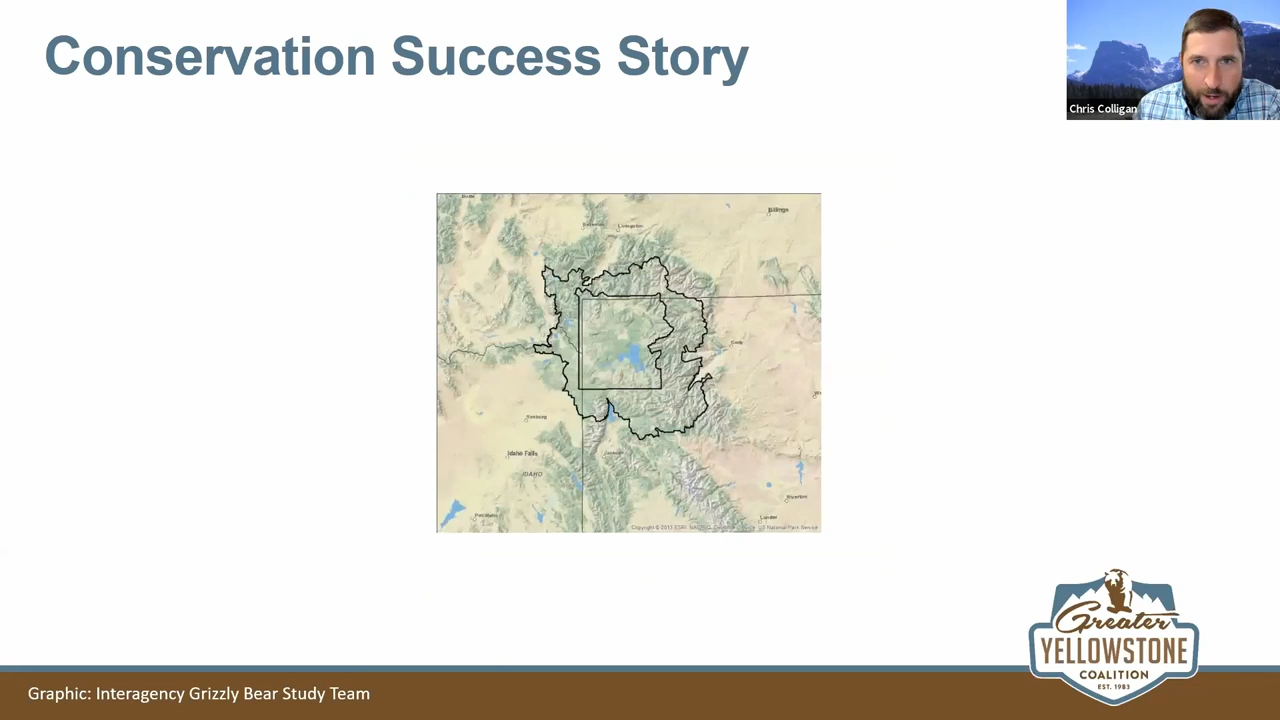 Conservation Success Story
Chris Colligan
Billings
Livingston
Cody
Idaho Falls
IDAHO
Riverton
Lander
Graphic: Interagency Grizzly Bear Study Team
Greater
YELLOWSTONE
COALITION
EST. 1983